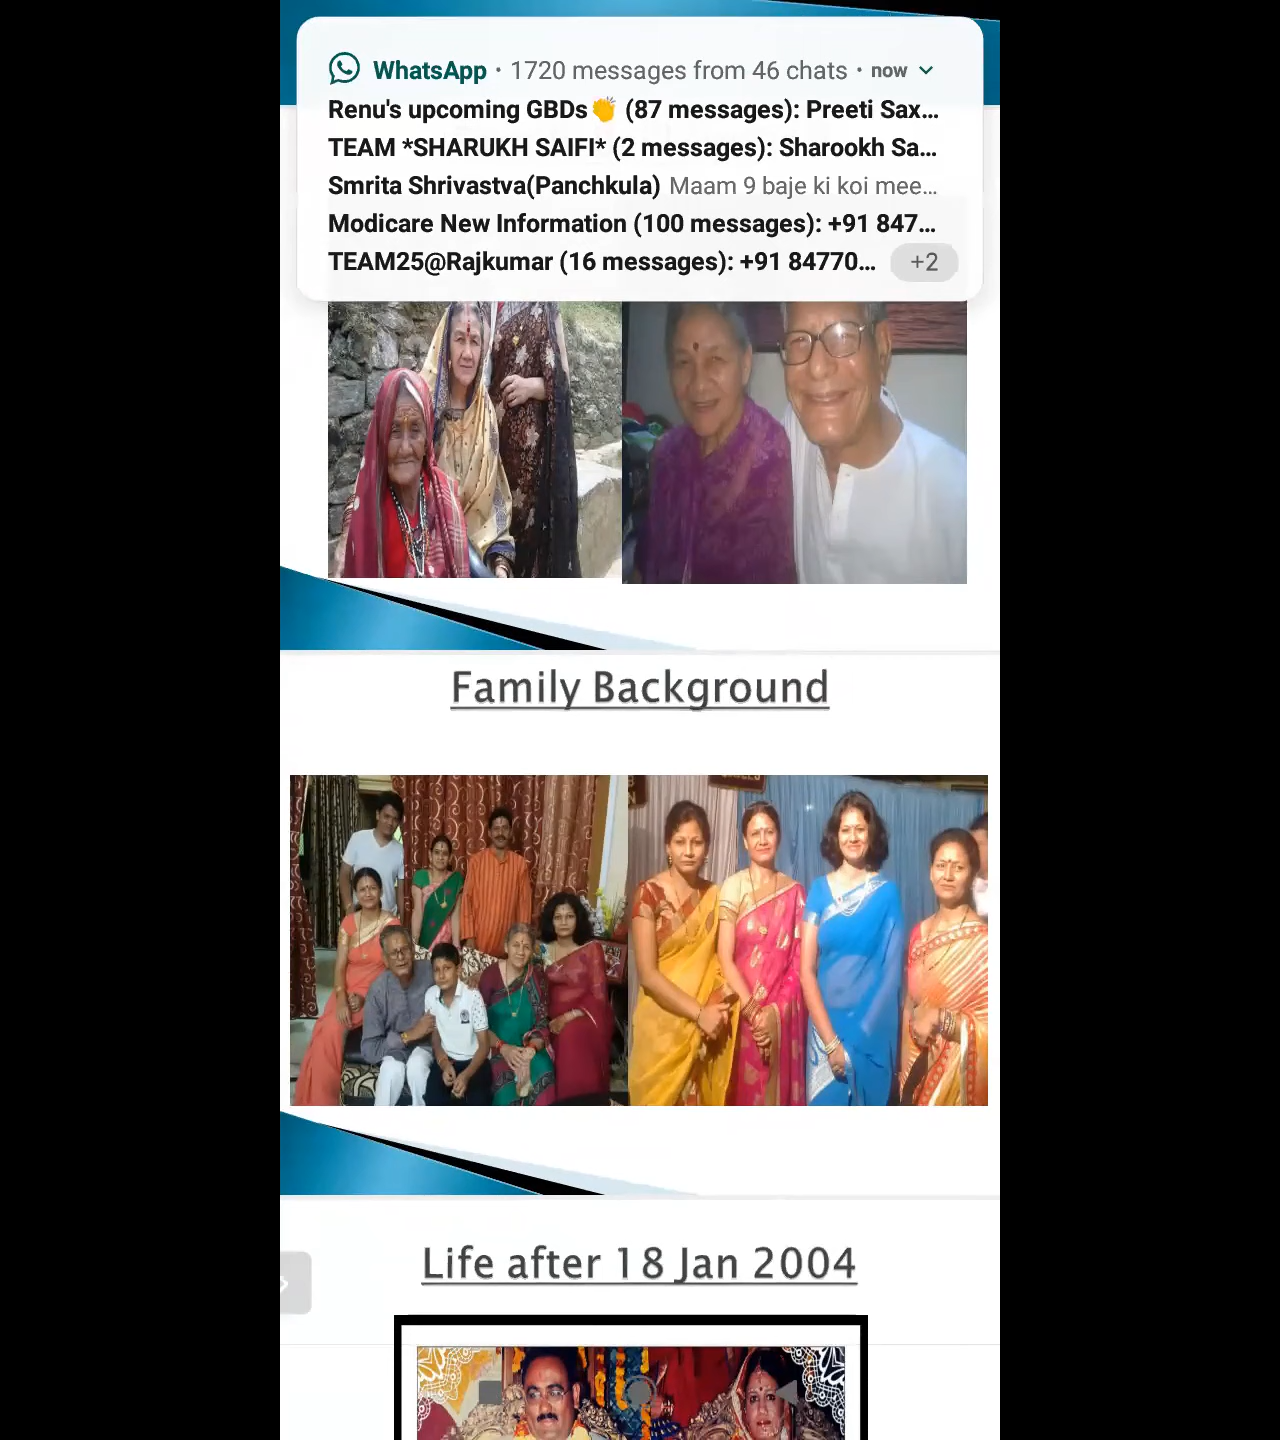 WhatsApp · 1720 messages from 46 chats · now
Renu's upcoming GBDs👏 (87 messages): Preeti Sax...
TEAM *SHARUKH SAIFI* (2 messages): Sharookh Sa...
Smrita Shrivastva(Panchkula) Maam 9 baje ki koi mee...
Modicare New Information (100 messages): +91 847...
TEAM25@Rajkumar (16 messages): +91 84770... +2
Family Background
Life after 18 Jan 2004